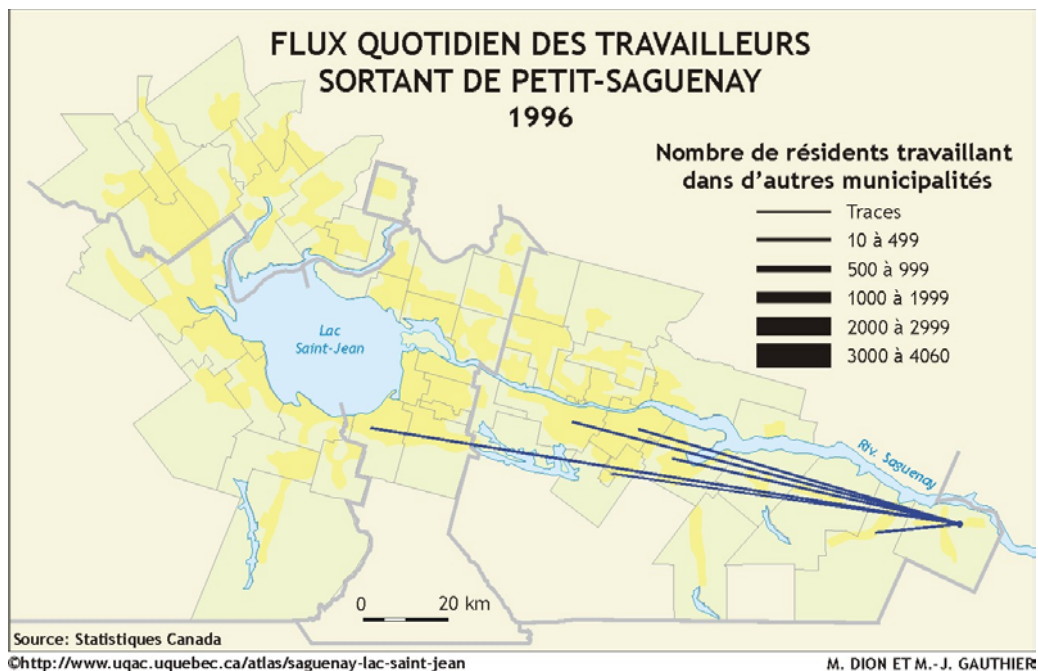 FLUX QUOTIDIEN DES TRAVAILLEURS
SORTANT DE PETIT-SAGUENAY
1996
Nombre de résidents travaillant
dans d'autres municipalités
Traces
10 à 499
500 à 999
1000 à 1999
2000 à 2999
3000 à 4060
Lac
Saint-Jean
Riv. Saguenay
0 20 km
Source: Statistiques Canada
©http://www.uqac.uquebec.ca/atlas/saguenay-lac-saint-jean
M. DION ET M.-J. GAUTHIER